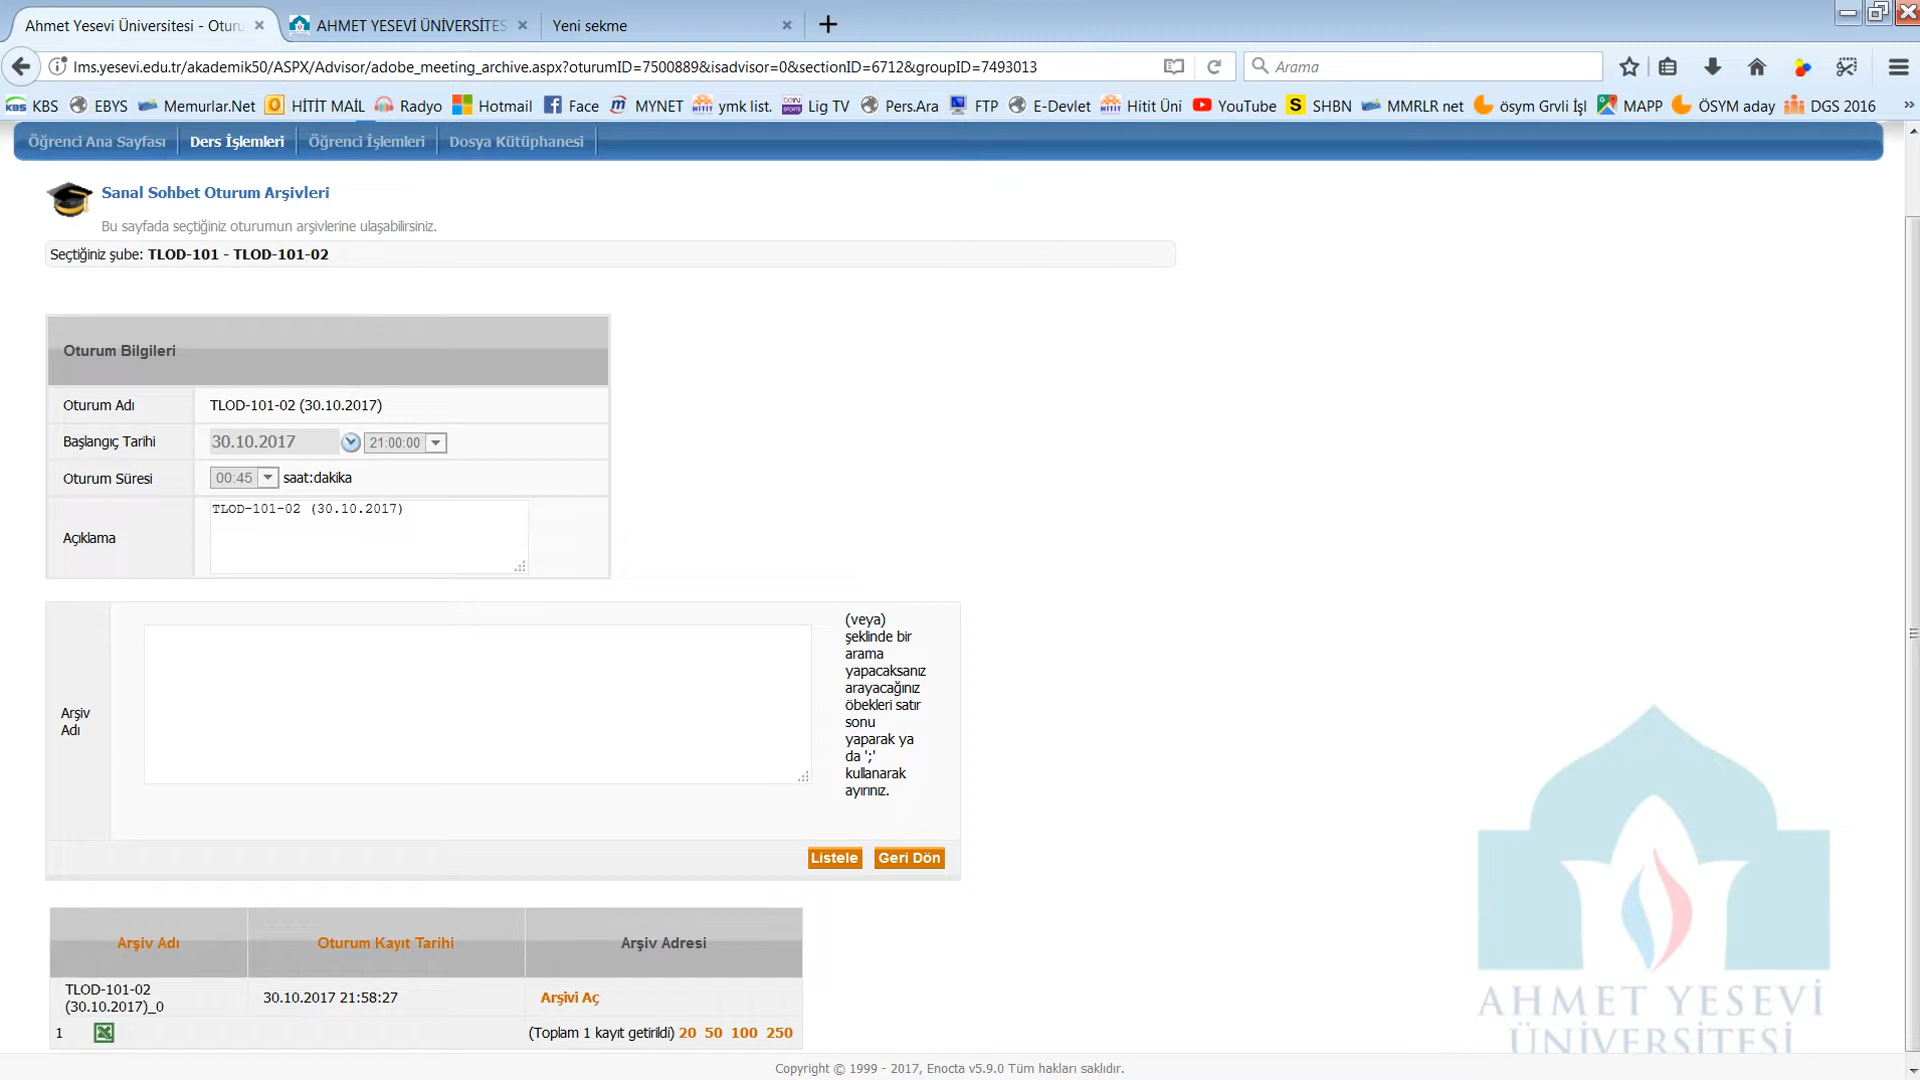 Ahmet Yesevi Üniversitesi - Oturu
AHMET YESEVİ ÜNİVERSİTES
Yeni sekme
lms.yesevi.edu.tr/akademik50/ASPX/Advisor/adobe_meeting_archive.aspx?oturumID=7500889&isadvisor=0&sectionID=6712&groupID=7493013
Arama
KBS EBYS Memurlar.Net HİTİT MAİL Radyo Hotmail Face MYNET ymk list. Lig TV Pers.Ara FTP E-Devlet Hitit Üni YouTube SHBN MMRLR net ösym Grvli İşl MAPP ÖSYM aday DGS 2016
Öğrenci Ana Sayfası Ders İşlemleri Öğrenci İşlemleri Dosya Kütüphanesi
Sanal Sohbet Oturum Arşivleri
Bu sayfada seçtiğiniz oturumun arşivlerine ulaşabilirsiniz.
Seçtiğiniz şube: TLOD-101 - TLOD-101-02
Oturum Bilgileri
Oturum Adı TLOD-101-02 (30.10.2017)
Başlangıç Tarihi 30.10.2017 21:00:00
Oturum Süresi 00:45 saat:dakika
Açıklama TLOD-101-02 (30.10.2017)
Arşiv
Adı
(veya)
şeklinde bir
arama
yapacaksanız
arayacağınız
öbekleri satır
sonu
yaparak ya
da ';'
kullanarak
ayırınız.
Listele Geri Dön
Arşiv Adı Oturum Kayıt Tarihi Arşiv Adresi
TLOD-101-02
(30.10.2017)_0
30.10.2017 21:58:27 Arşivi Aç
1 (Toplam 1 kayıt getirildi) 20 50 100 250
AHMET YESEVİ
ÜNİVERSİTESİ
Copyright © 1999 - 2017, Enocta v5.9.0 Tüm hakları saklıdır.